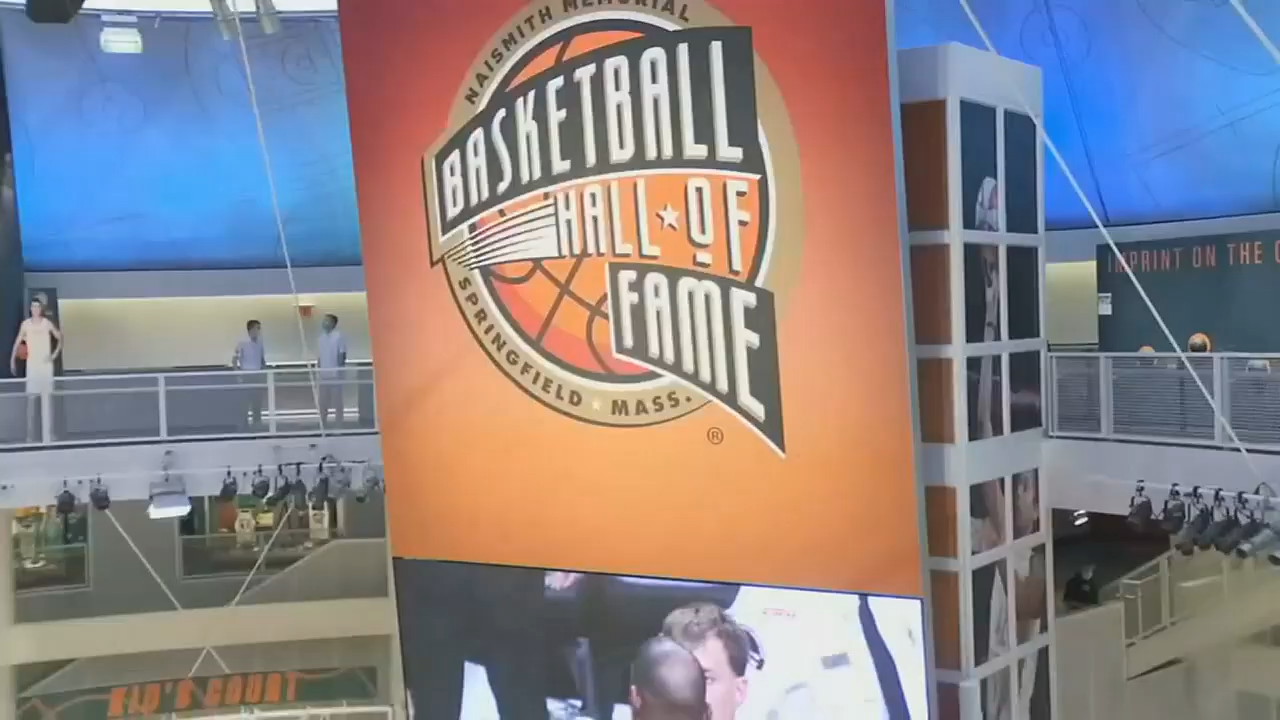 NAISMITH MEMORIAL
BASKETBALL
HALL★OF
FAME
SPRINGFIELD ★ MASS.
®
IMPRINT ON THE
KID'S COURT